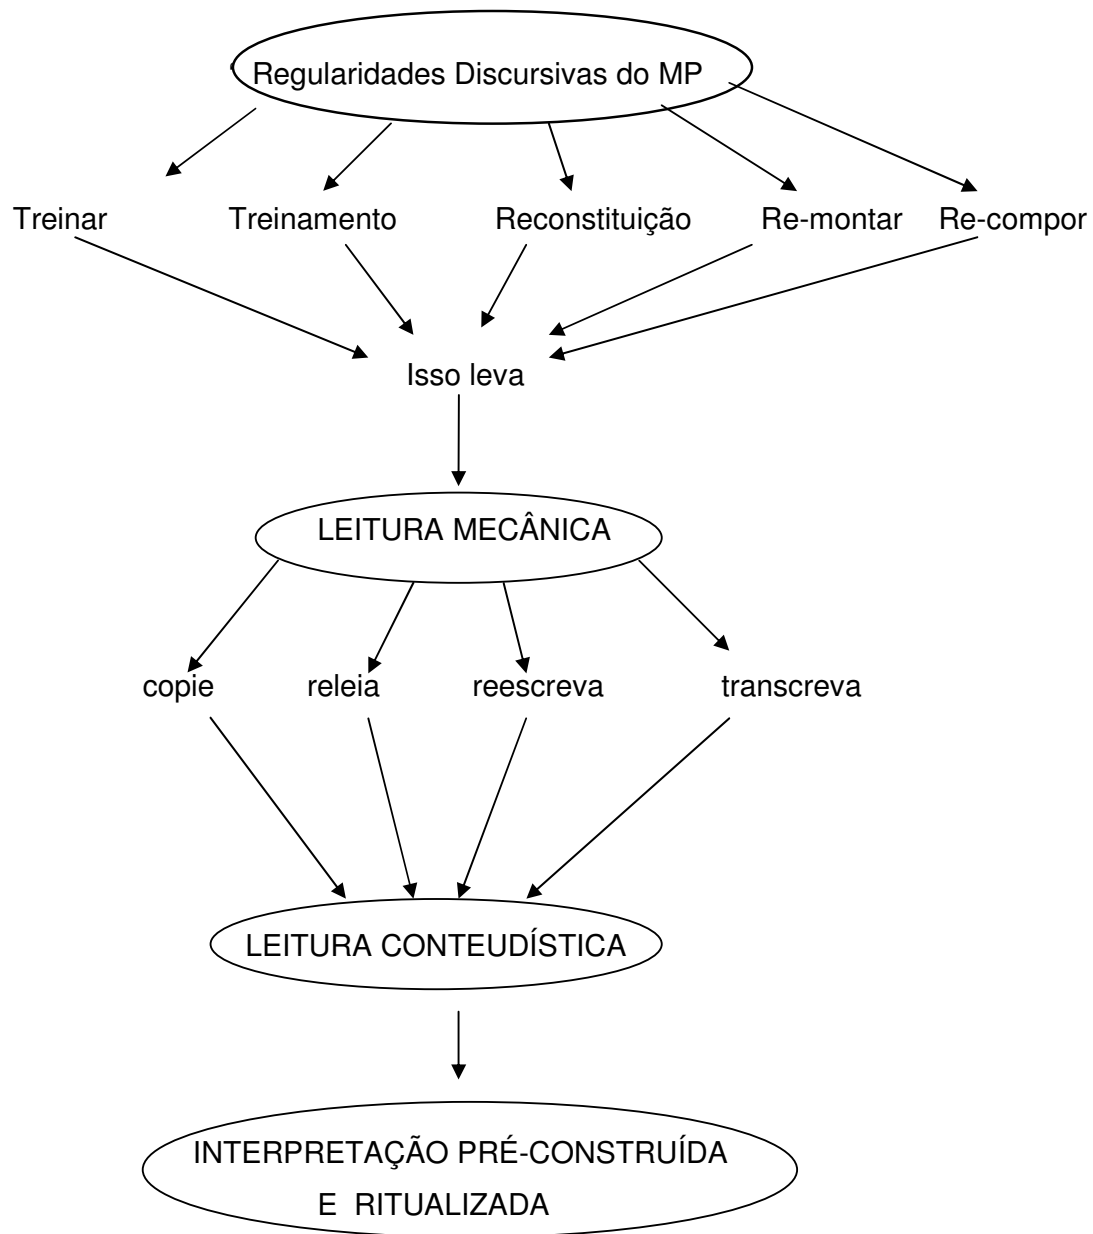 Regularidades Discursivas do MP
Treinar Treinamento Reconstituição Re-montar Re-compor
Isso leva
LEITURA MECÂNICA
copie releia reescreva transcreva
LEITURA CONTEUDÍSTICA
INTERPRETAÇÃO PRÉ-CONSTRUÍDA
E RITUALIZADA